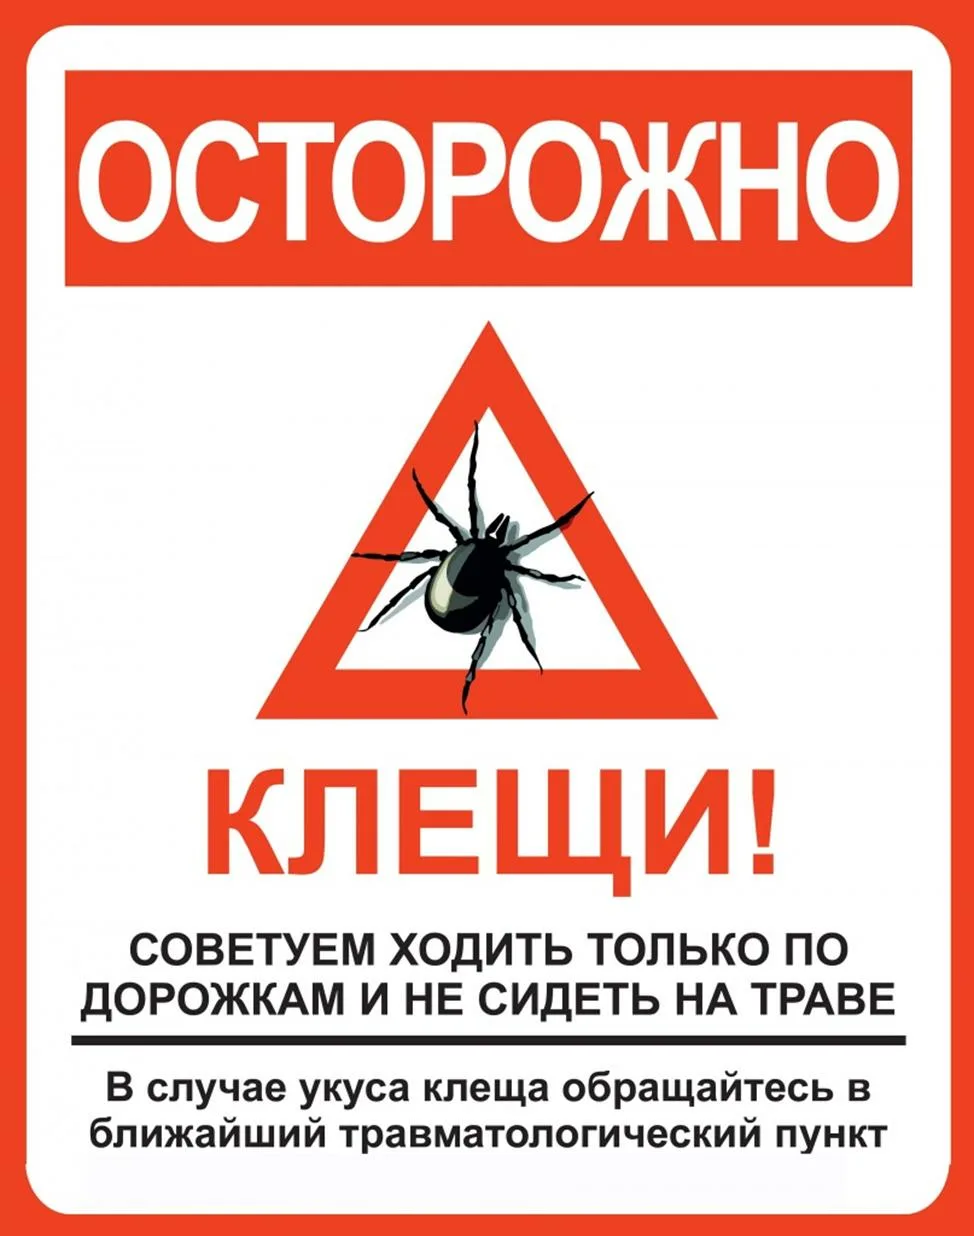 ОСТОРОЖНО
КЛЕЩИ!
СОВЕТУЕМ ХОДИТЬ ТОЛЬКО ПО
ДОРОЖКАМ И НЕ СИДЕТЬ НА ТРАВЕ
В случае укуса клеща обращайтесь в
ближайший травматологический пункт